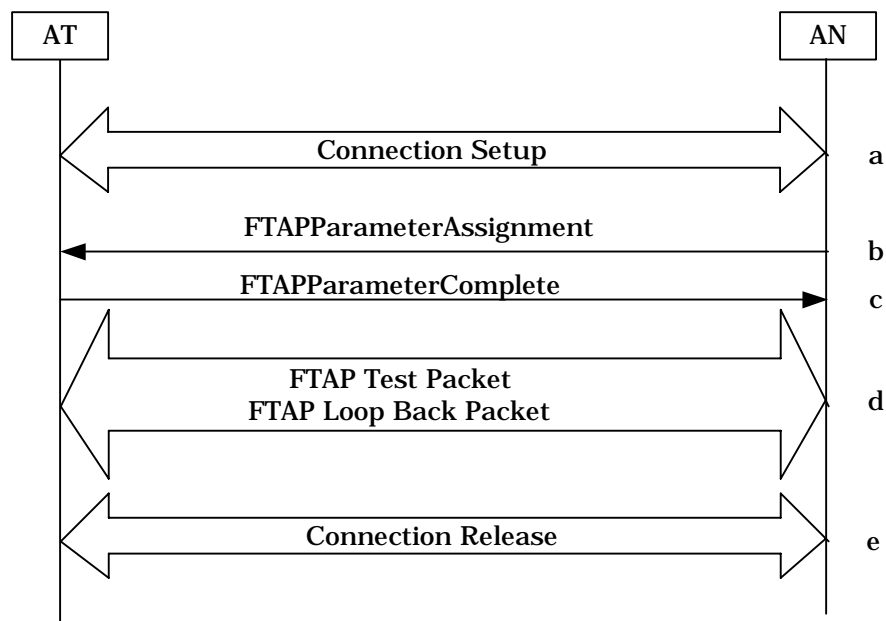 AT
AN
Connection Setup
a
FTAPParameterAssignment
b
FTAPParameterComplete
c
FTAP Test Packet
FTAP Loop Back Packet
d
Connection Release
e